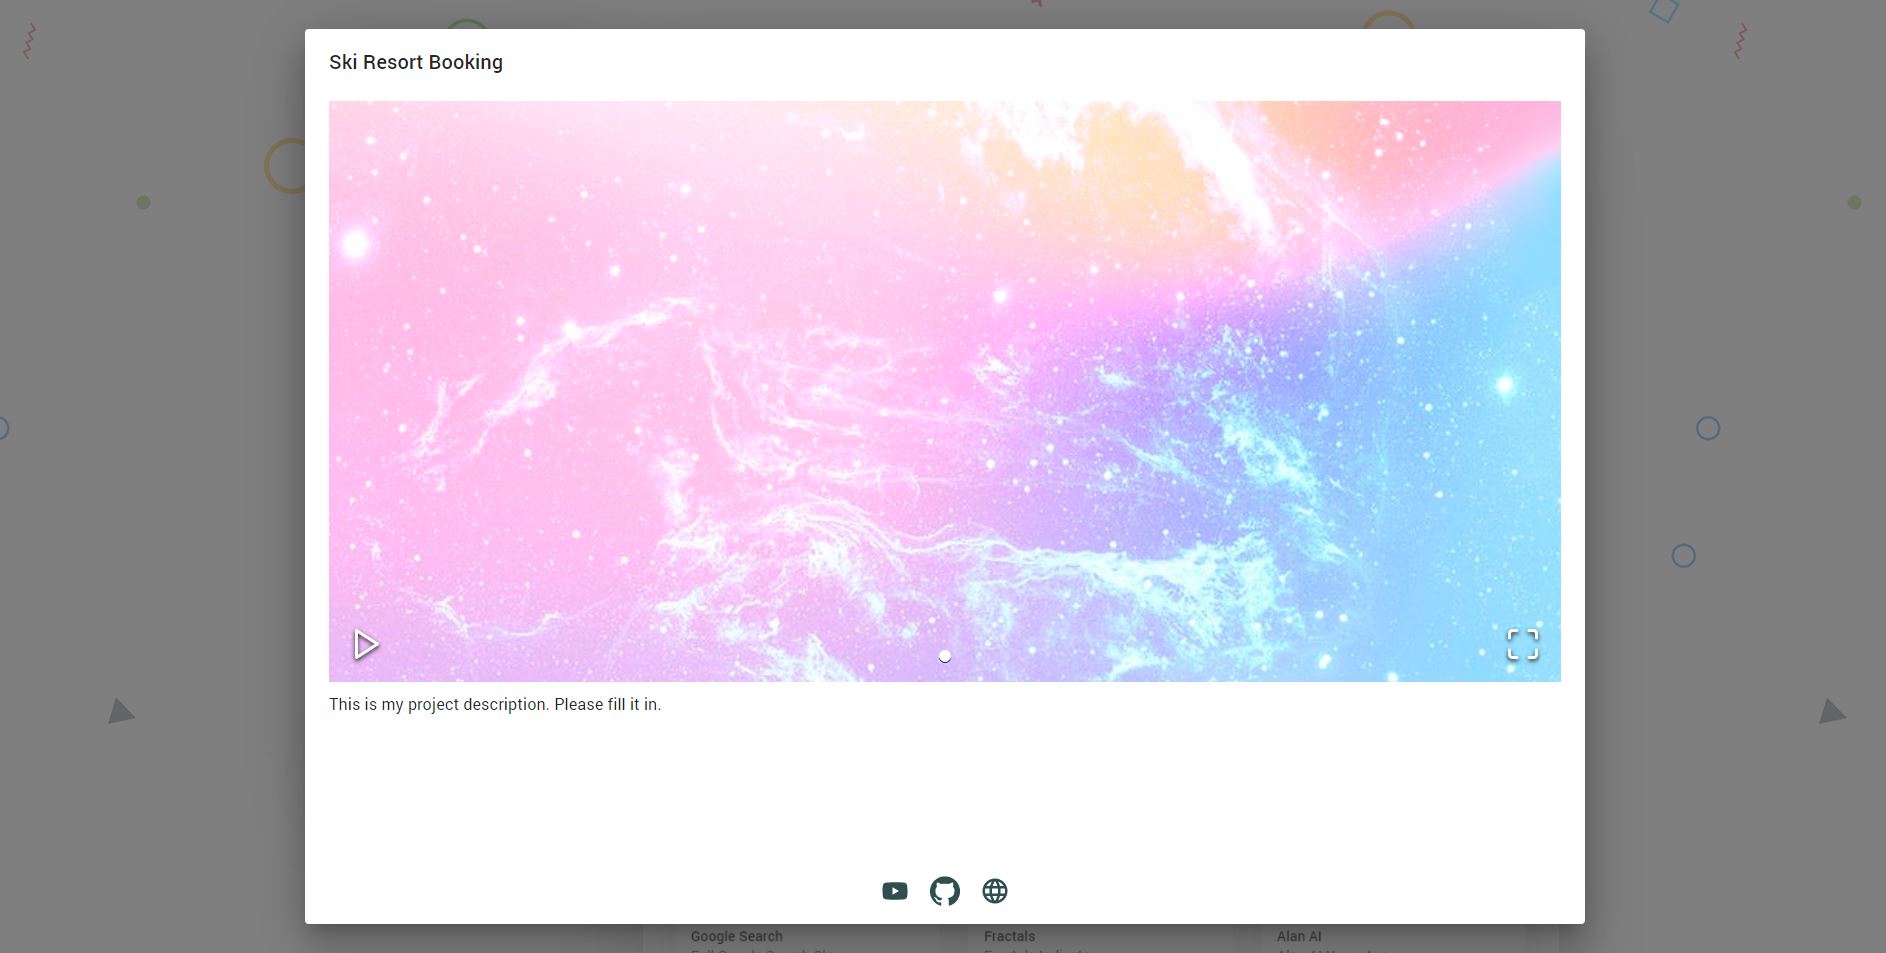 Ski Resort Booking
This is my project description. Please fill it in.
Google Search
Fractals
Alan AI